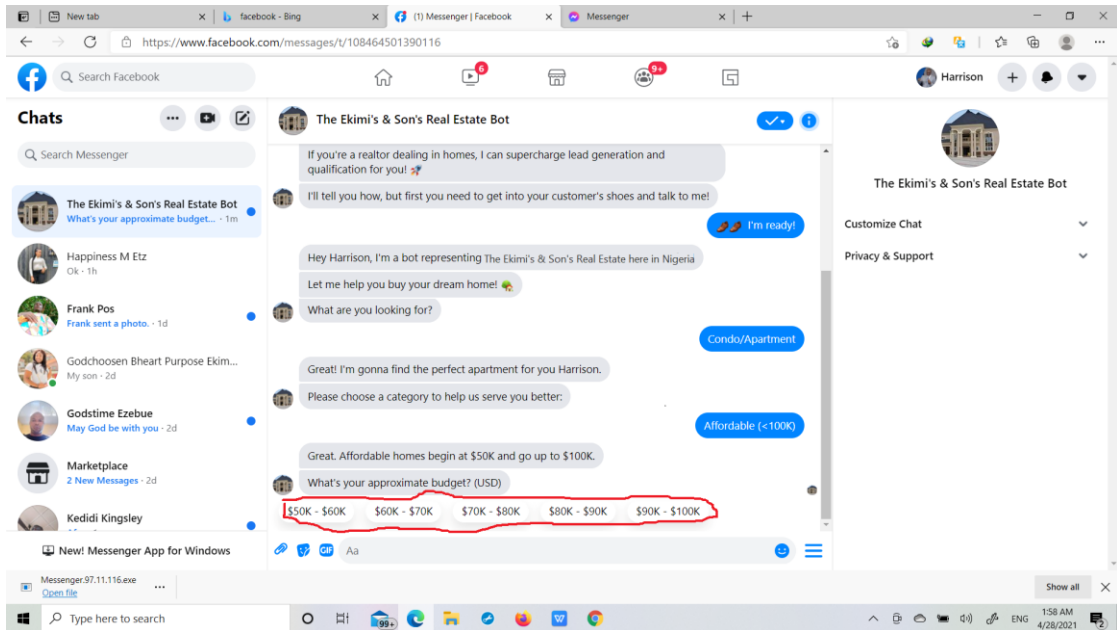 New tab
facebook - Bing
(1) Messenger | Facebook
Messenger
https://www.facebook.com/messages/t/108464501390116
Search Facebook
6
9+
Harrison
Chats
Search Messenger
The Ekimi's & Son's Real Estate Bot
What's your approximate budget... · 1m
Happiness M Etz
Ok · 1h
Frank Pos
Frank sent a photo. · 1d
Godchoosen Bheart Purpose Ekim...
My son · 2d
Godstime Ezebue
May God be with you · 2d
Marketplace
2 New Messages · 2d
Kedidi Kingsley
New! Messenger App for Windows
The Ekimi's & Son's Real Estate Bot
If you're a realtor dealing in homes, I can supercharge lead generation and
qualification for you! 🚀
I'll tell you how, but first you need to get into your customer's shoes and talk to me!
I'm ready!
Hey Harrison, I'm a bot representing The Ekimi's & Son's Real Estate here in Nigeria
Let me help you buy your dream home! 🏡
What are you looking for?
Condo/Apartment
Great! I'm gonna find the perfect apartment for you Harrison.
Please choose a category to help us serve you better:
Affordable (<100K)
Great. Affordable homes begin at $50K and go up to $100K.
What's your approximate budget? (USD)
$50K - $60K
$60K - $70K
$70K - $80K
$80K - $90K
$90K - $100K
GIF
Aa
The Ekimi's & Son's Real Estate Bot
Customize Chat
Privacy & Support
Messenger.97.11.116.exe
Open file
Show all
Type here to search
99+
ENG
1:58 AM
4/28/2021
2